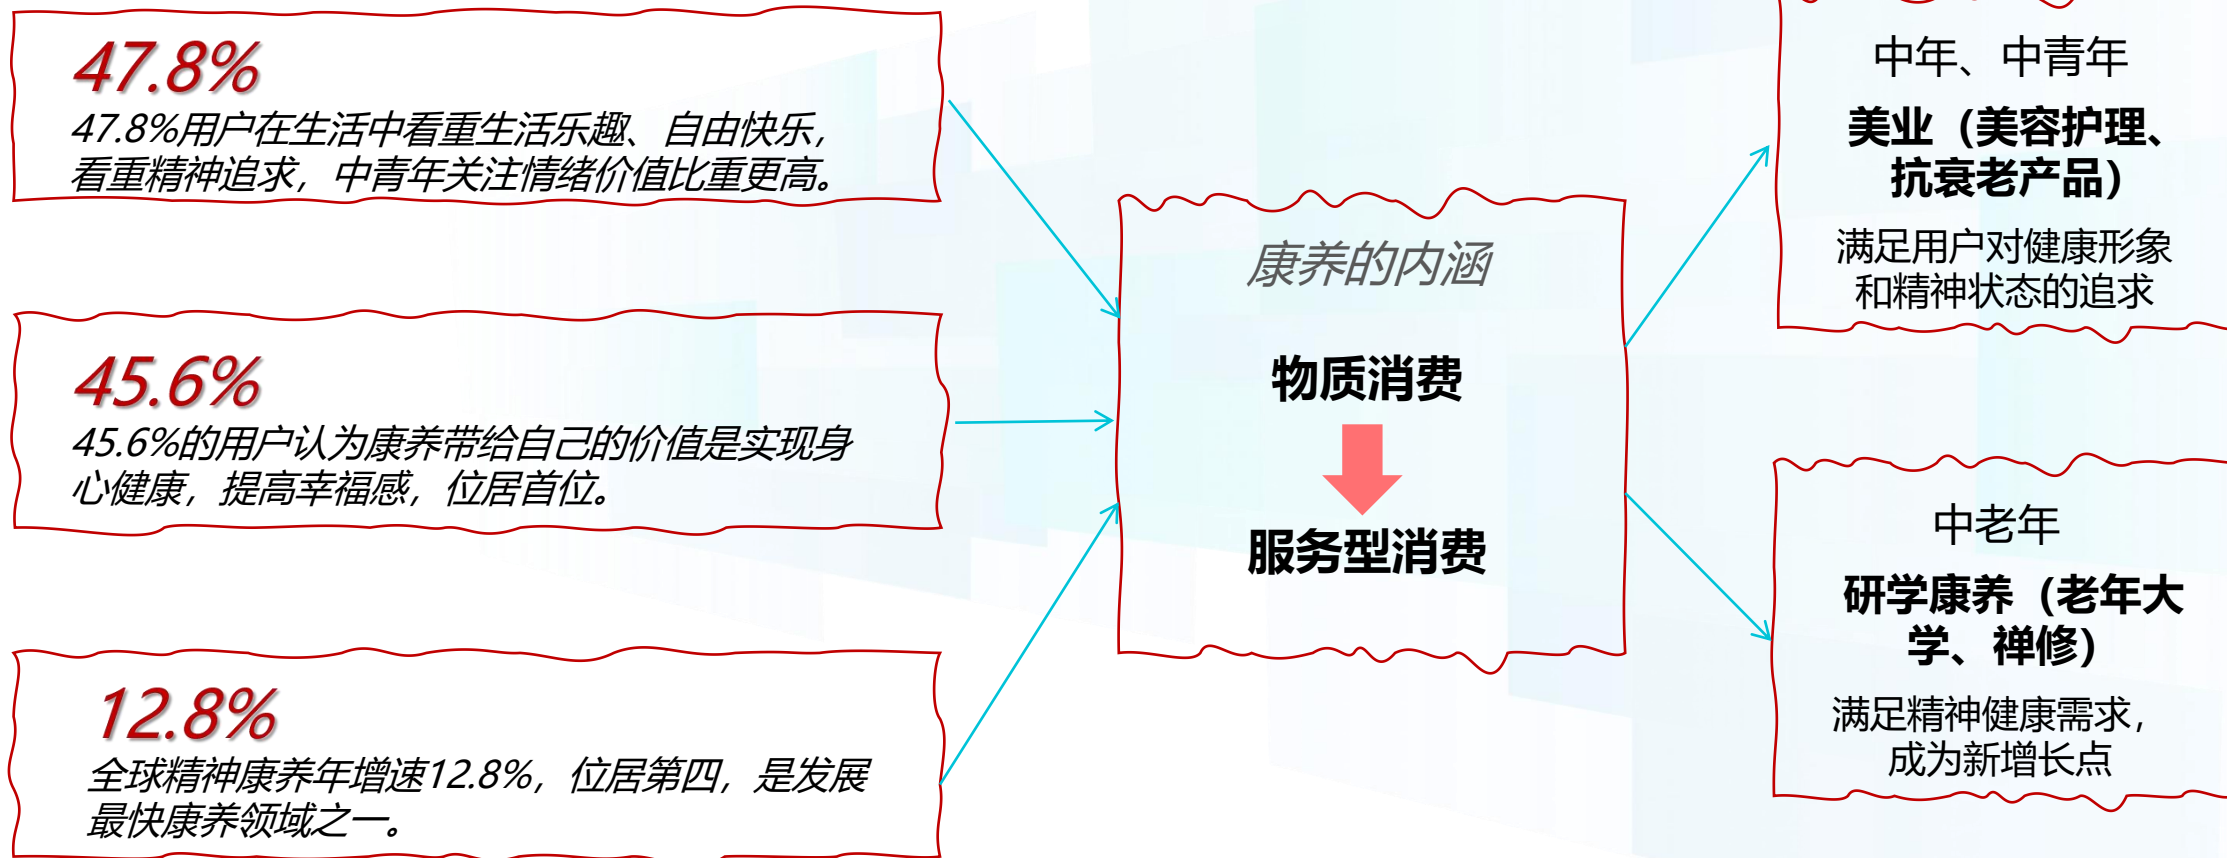 47.8%
47.8%用户在生活中看重生活乐趣、自由快乐，
看重精神追求，中青年关注情绪价值比重更高。
45.6%
45.6%的用户认为康养带给自己的价值是实现身
心健康，提高幸福感，位居首位。
12.8%
全球精神康养年增速12.8%，位居第四，是发展
最快康养领域之一。
康养的内涵
物质消费
服务型消费
中年、中青年
美业（美容护理、
抗衰老产品）
满足用户对健康形象
和精神状态的追求
中老年
研学康养（老年大
学、禅修）
满足精神健康需求，
成为新增长点